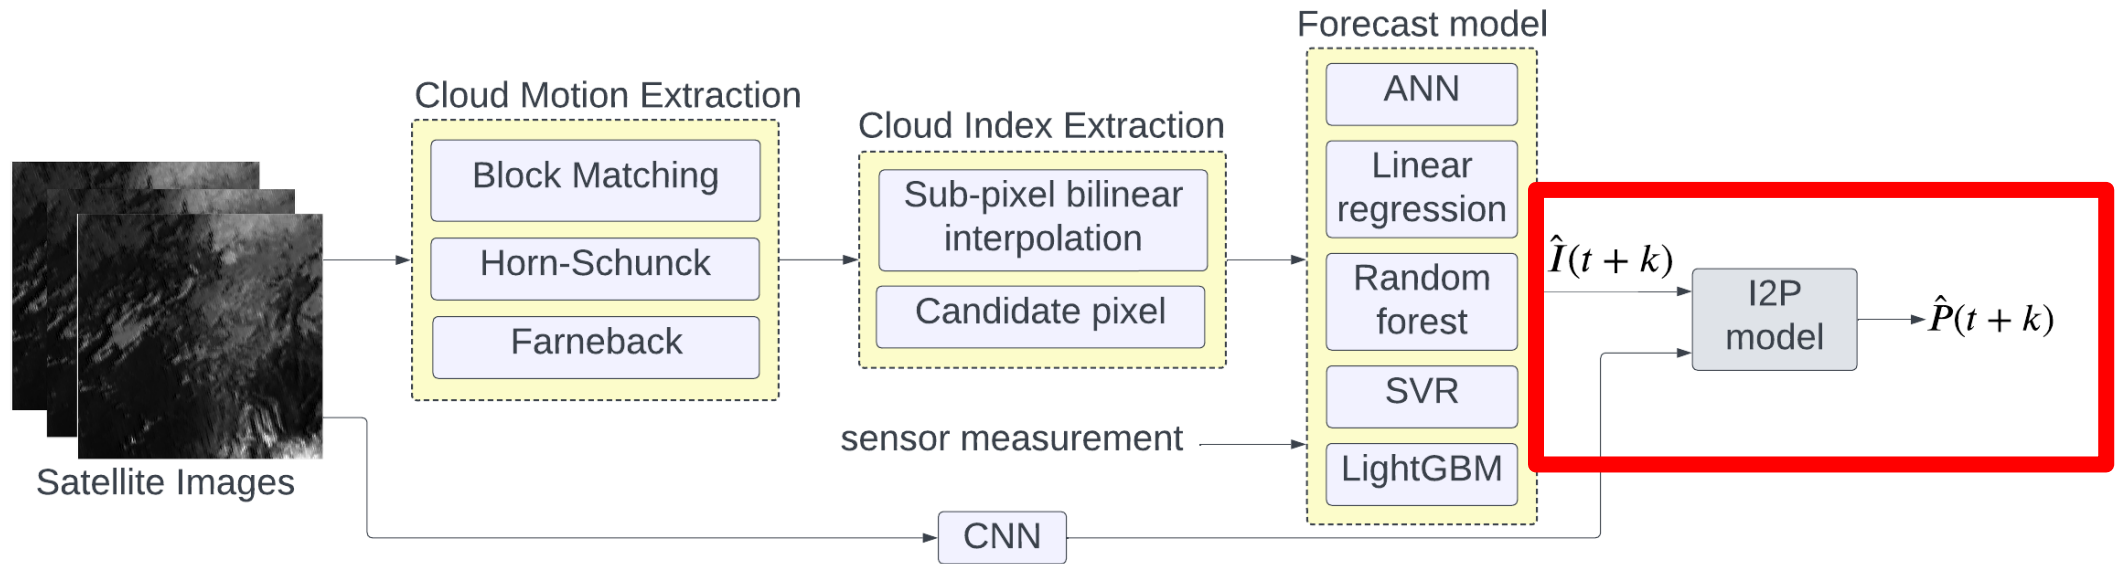 Satellite Images
Cloud Motion Extraction
Block Matching
Horn-Schunck
Farneback
Cloud Index Extraction
Sub-pixel bilinear
interpolation
Candidate pixel
sensor measurement
CNN
Forecast model
ANN
Linear
regression
Random
forest
SVR
LightGBM
Î(t + k)
I2P
model
P̂(t + k)